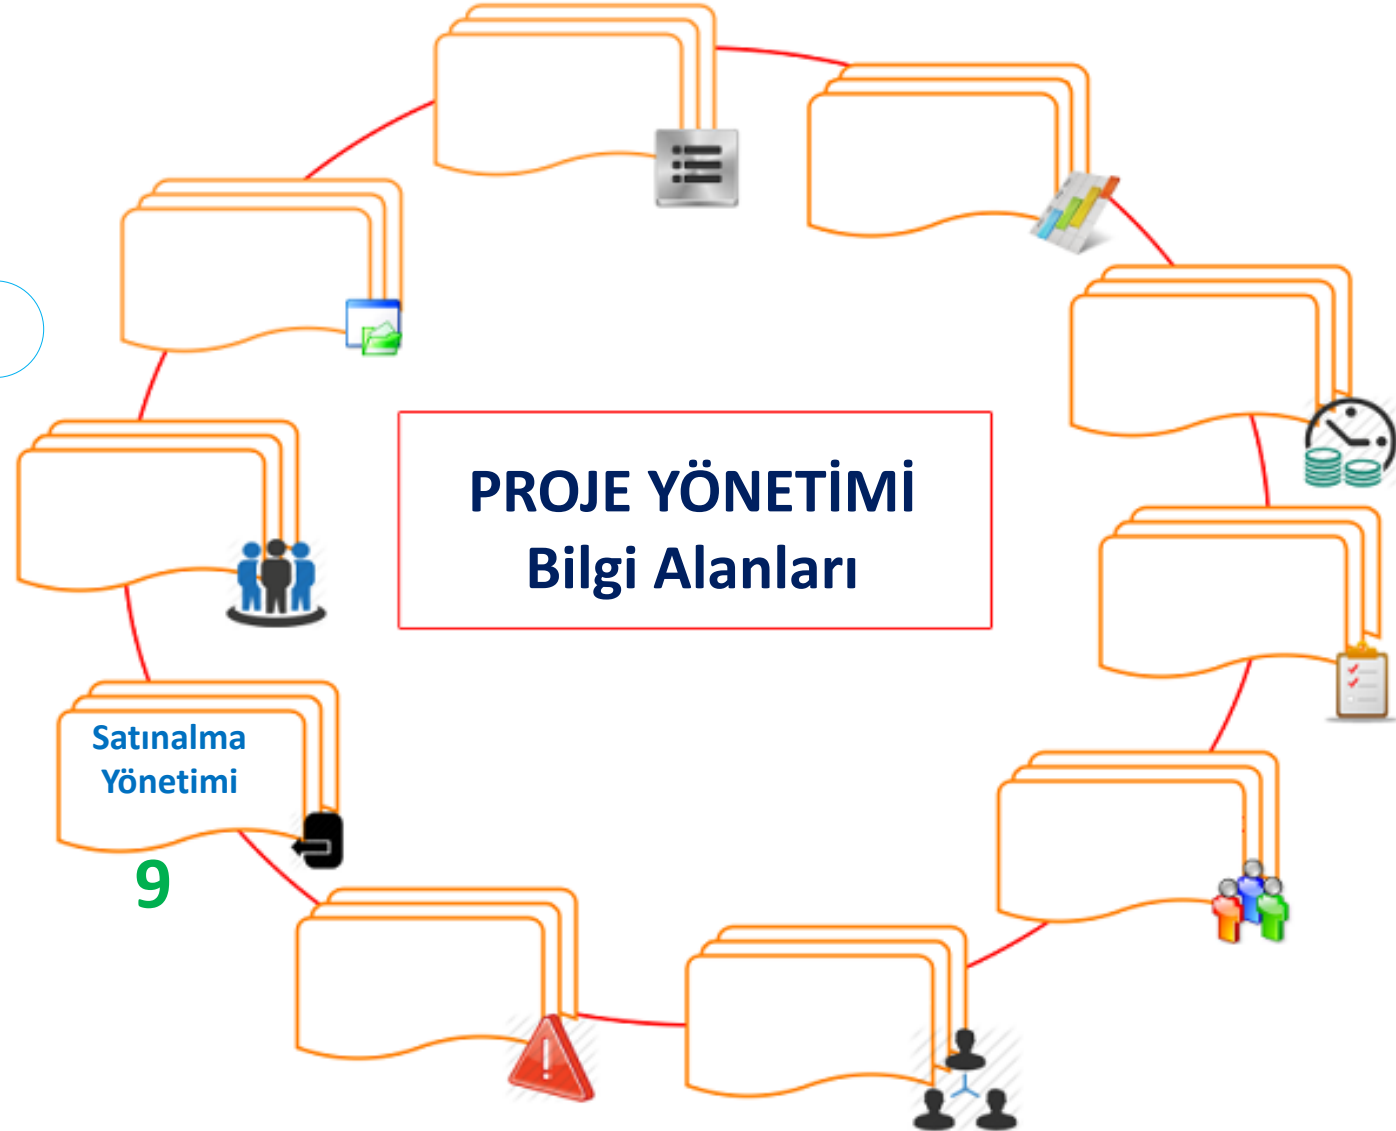 PROJE YÖNETİMİ
Bilgi Alanları
Satınalma
Yönetimi
9